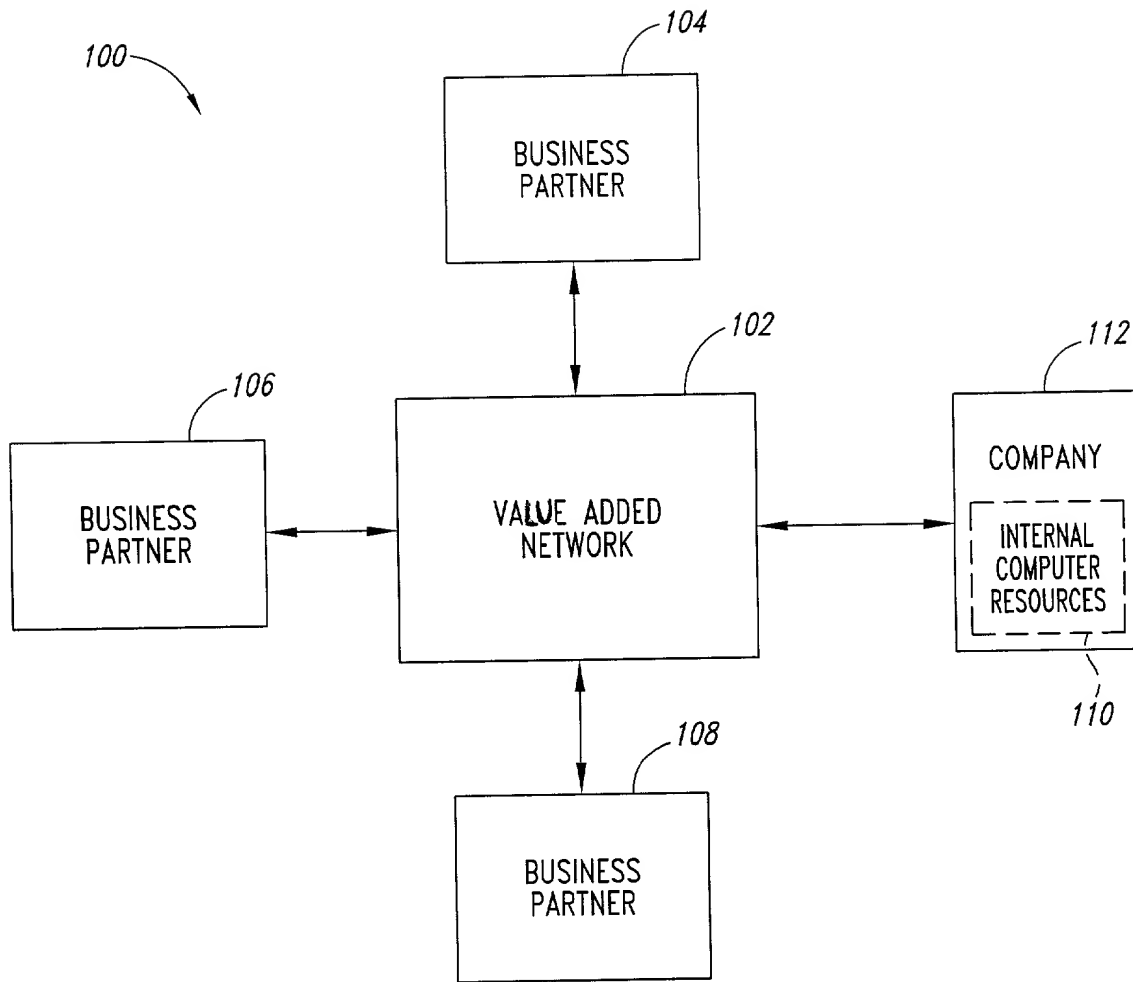 104
100
BUSINESS
PARTNER
102
112
106
COMPANY
BUSINESS
PARTNER
VALUE ADDED
NETWORK
INTERNAL
COMPUTER
RESOURCES
110
108
BUSINESS
PARTNER